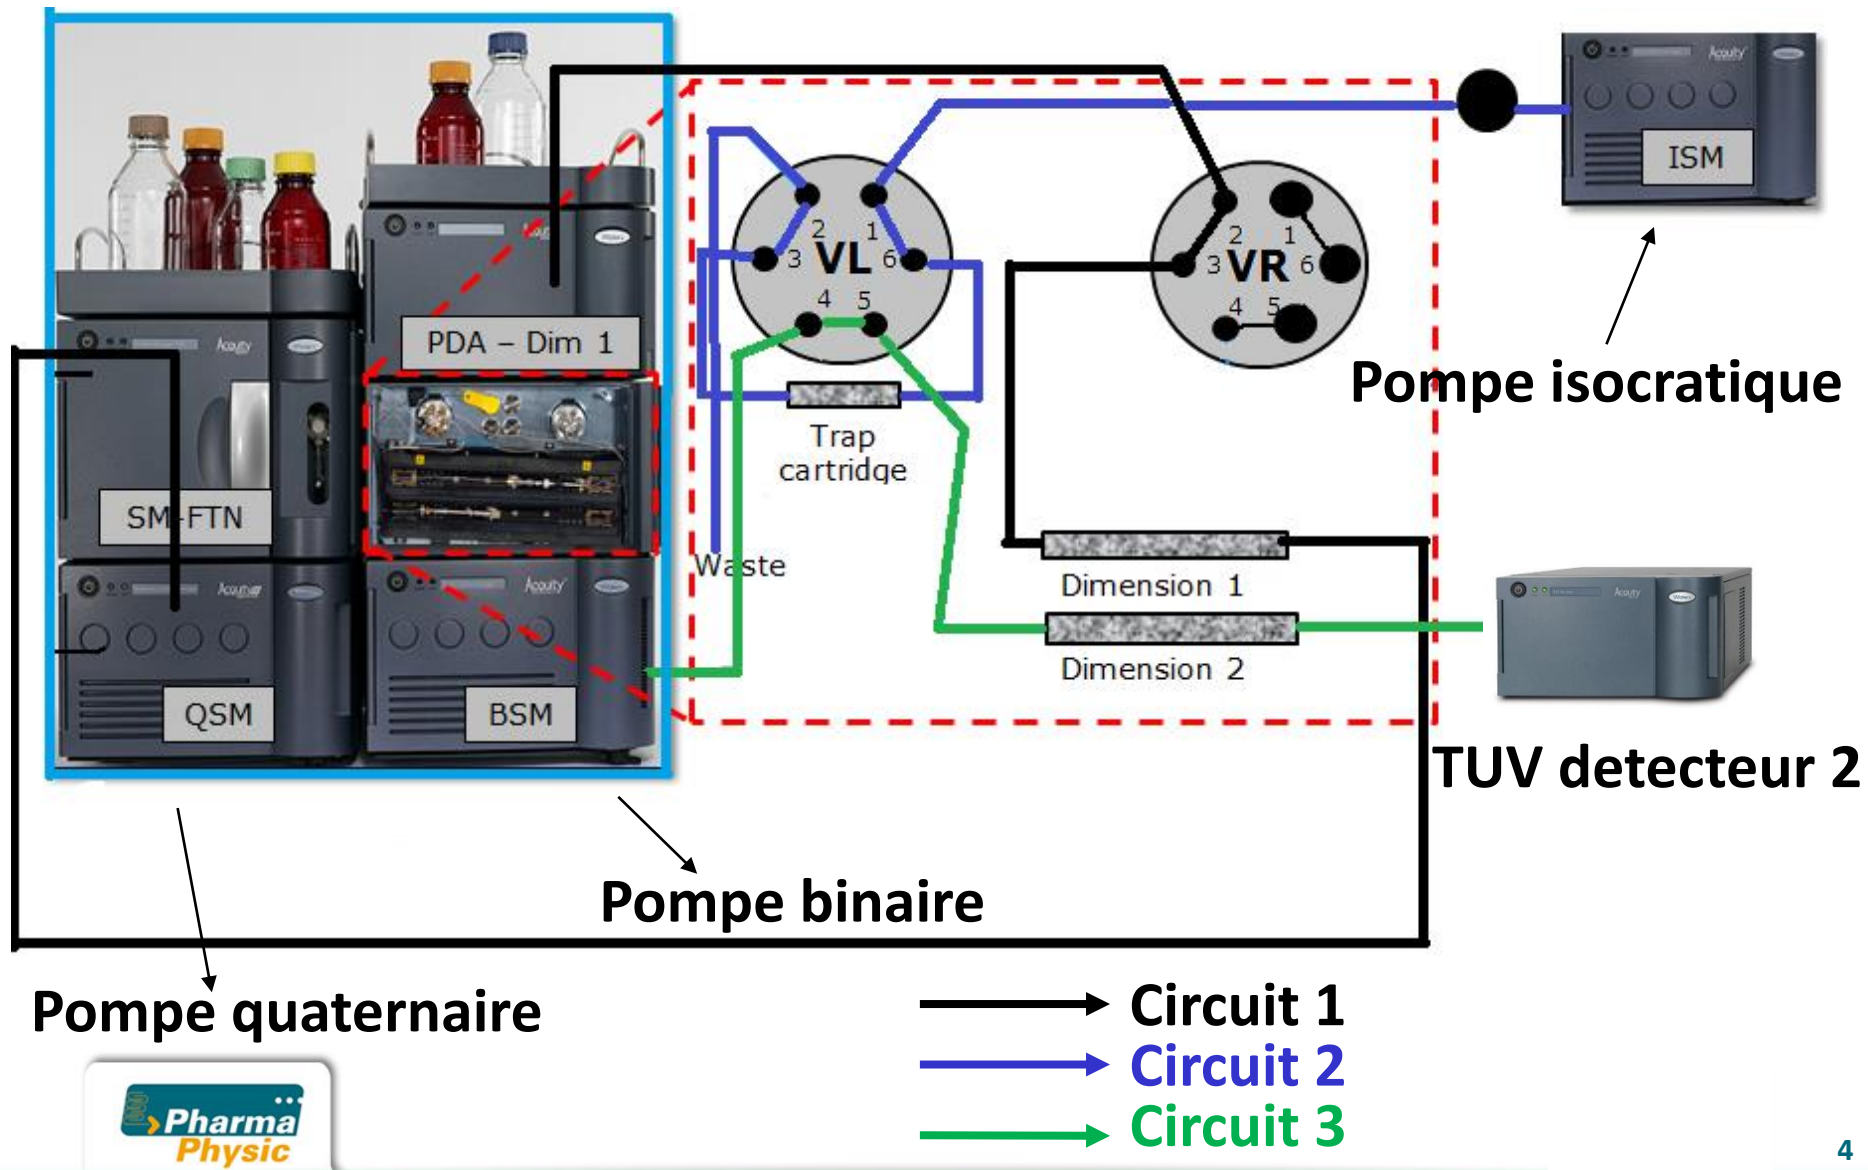 Acquity
ISM
2
1
3
VL
6
4
5
2
1
3
VR
6
4
5
PDA – Dim 1
Pompe isocratique
Trap
cartridge
SM-FTN
Waste
Dimension 1
Dimension 2
QSM
BSM
TUV detecteur 2
Pompe binaire
Pompe quaternaire
Circuit 1
Circuit 2
Circuit 3
Pharma
Physic
4